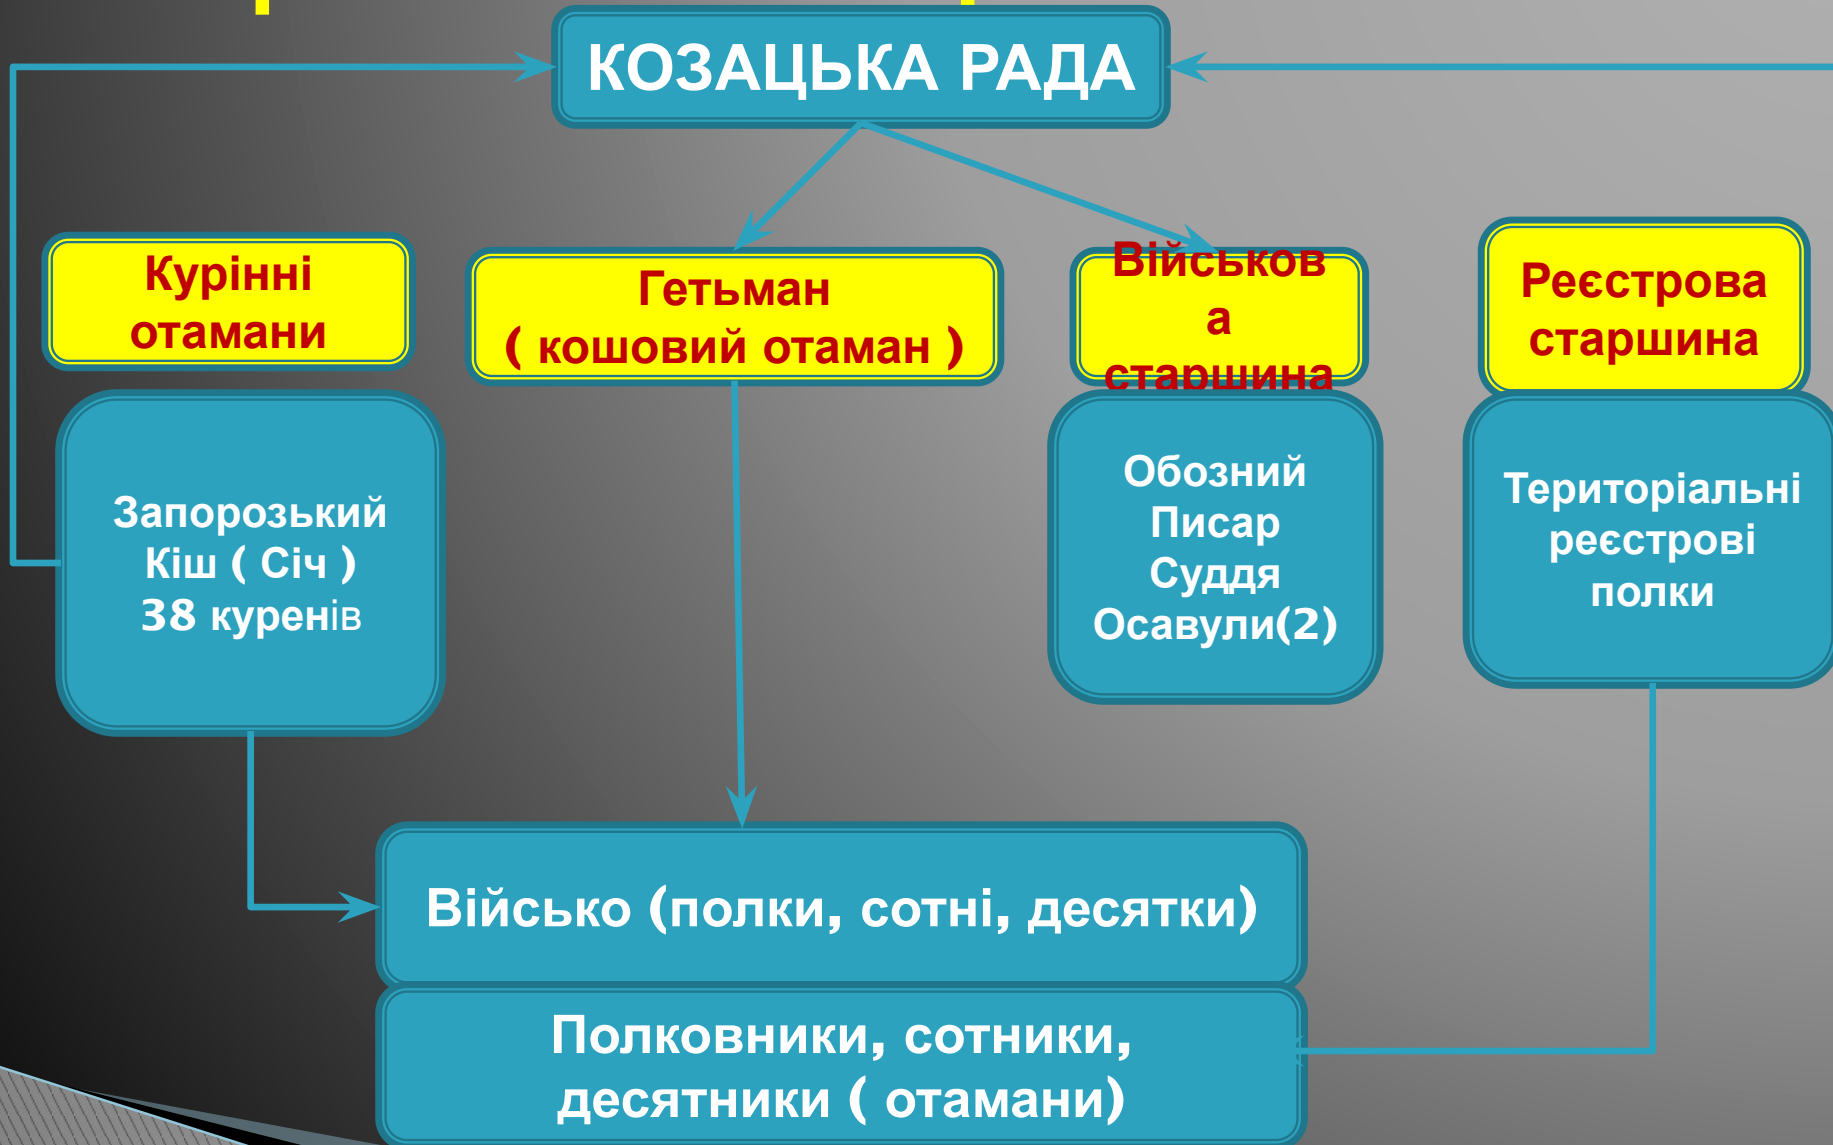 КОЗАЦЬКА РАДА
Курінні
отамани
Гетьман
( кошовий отаман )
Військов
а
старшина
Реєстрова
старшина
Запорозький
Кіш ( Січ )
38 куренів
Обозний
Писар
Суддя
Осавули(2)
Територіальні
реєстрові
полки
Військо (полки, сотні, десятки)
Полковники, сотники,
десятники ( отамани)